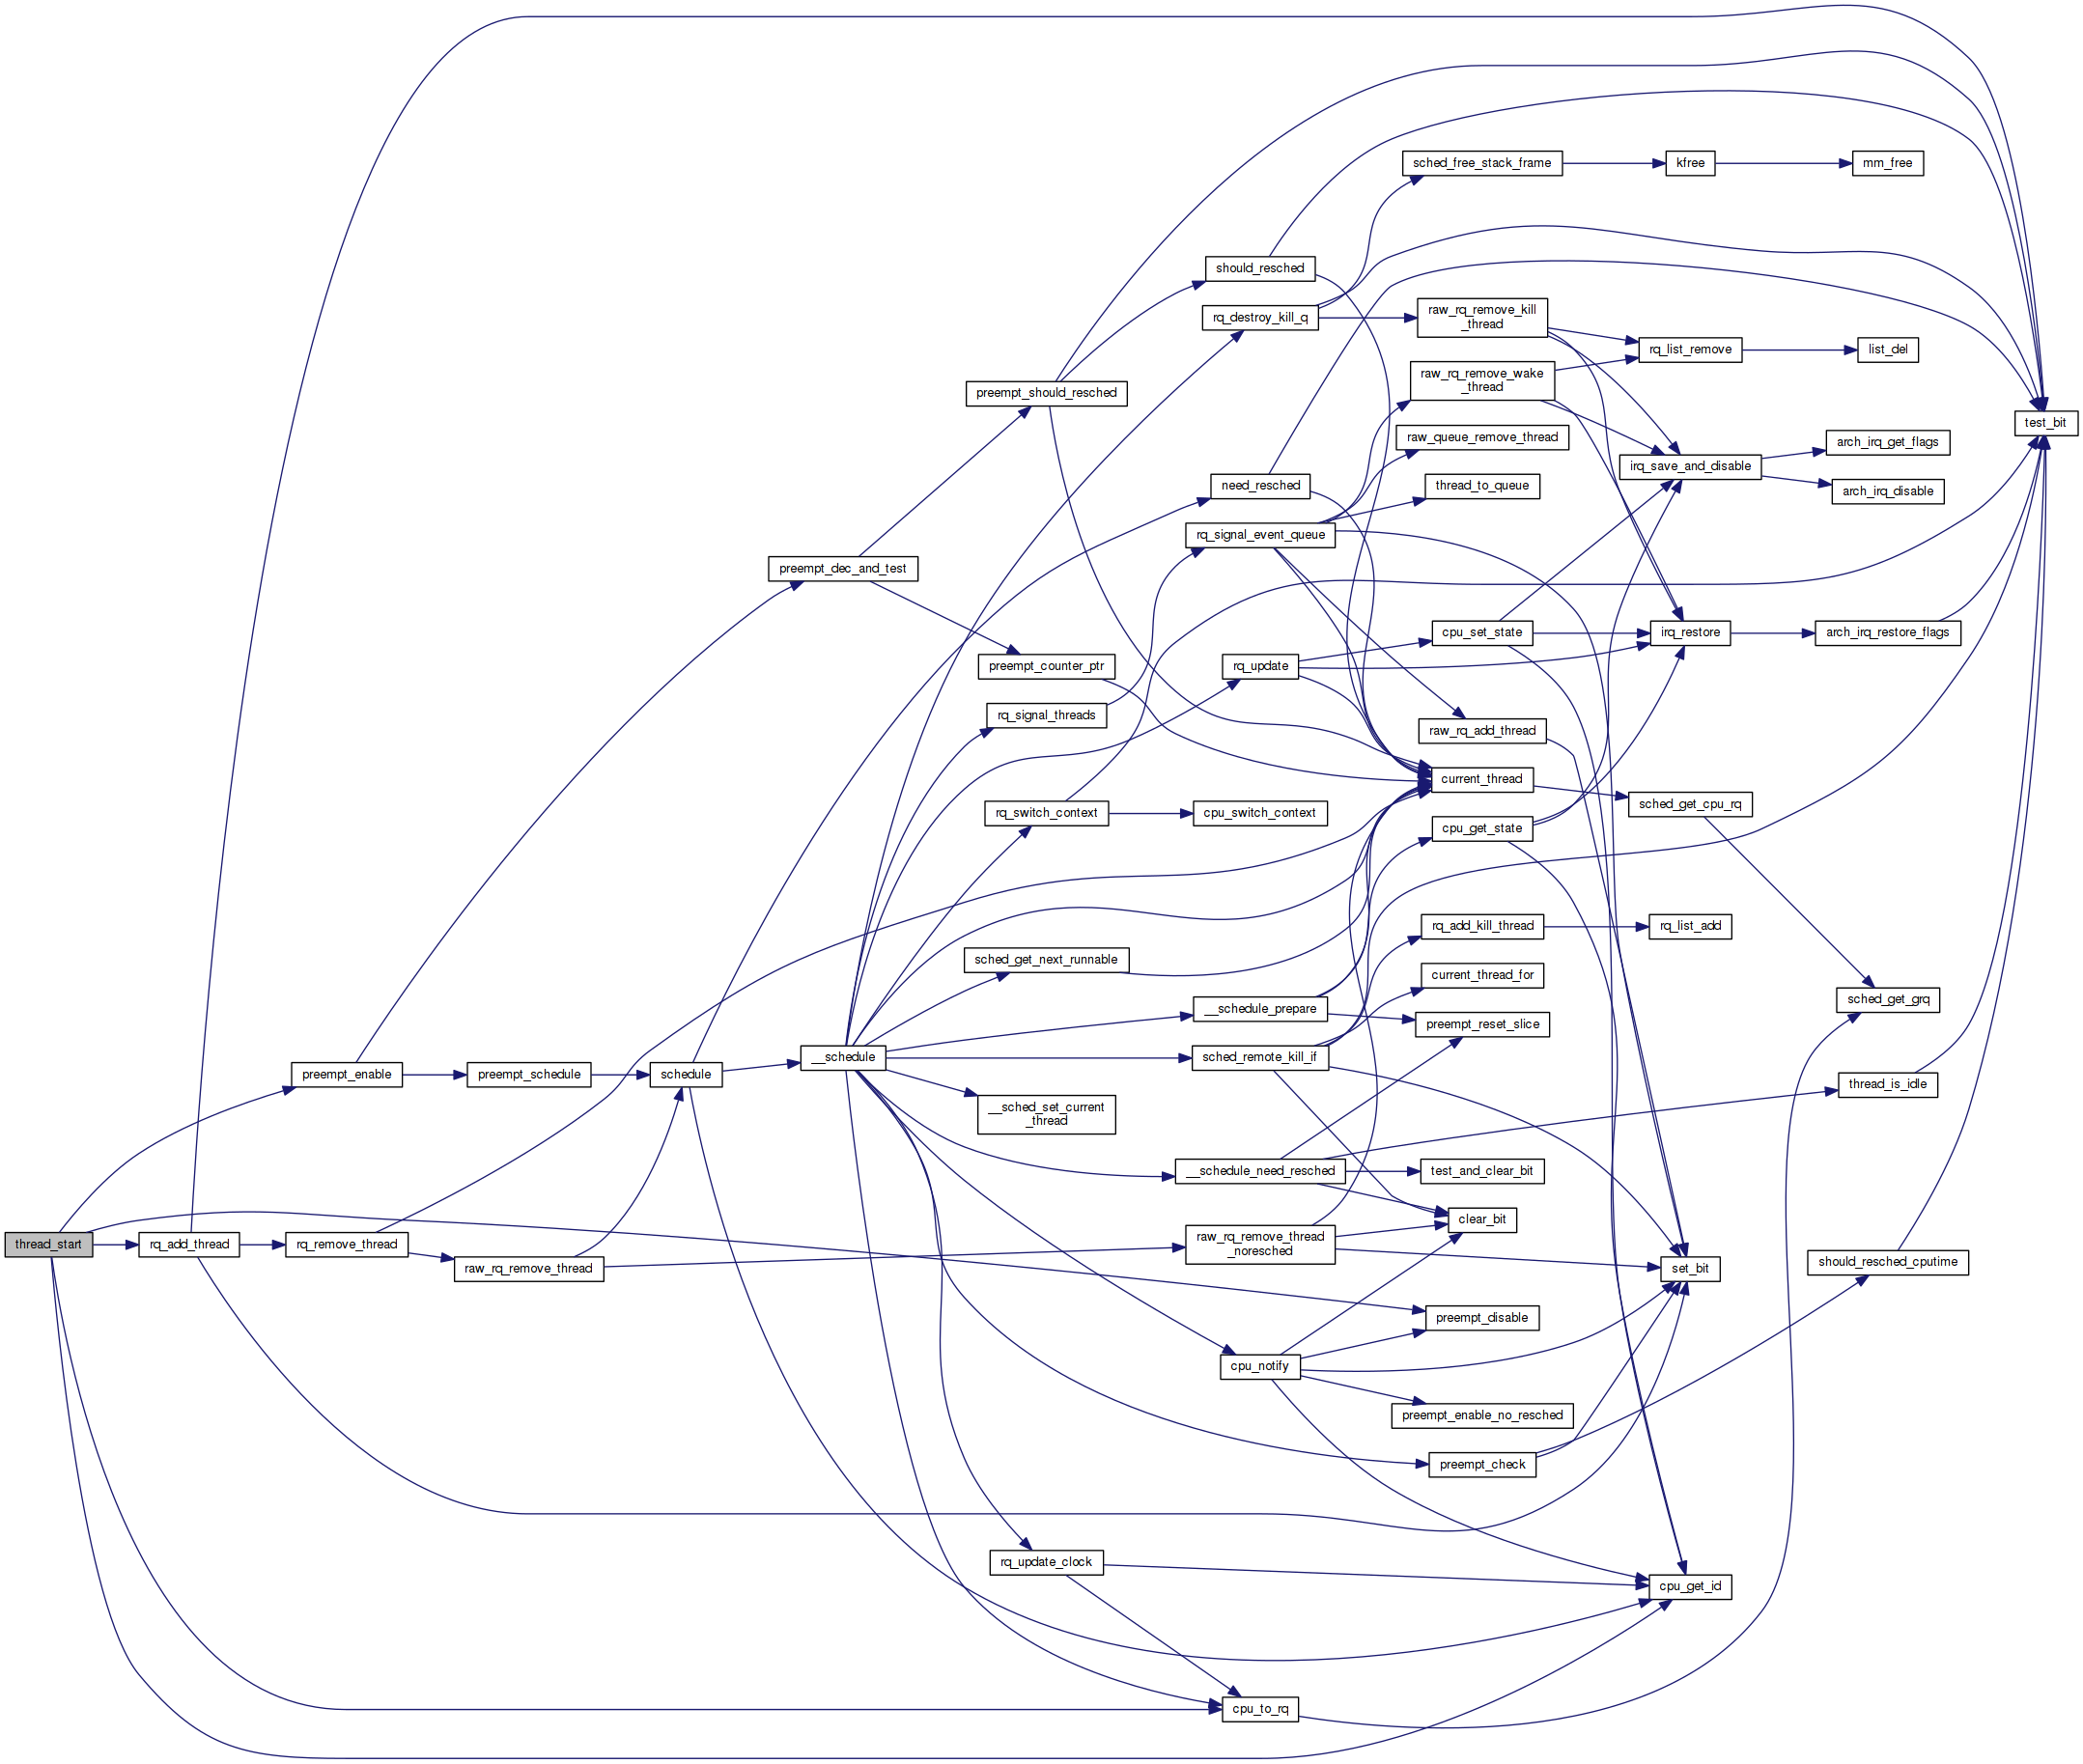 thread_start
rq_add_thread
preempt_enable
rq_remove_thread
preempt_schedule
raw_rq_remove_thread
schedule
preempt_dec_and_test
__schedule
preempt_should_resched
preempt_counter_ptr
rq_signal_threads
rq_switch_context
sched_get_next_runnable
__sched_set_current
_thread
rq_update_clock
should_resched
rq_destroy_kill_q
need_resched
rq_signal_event_queue
rq_update
cpu_switch_context
__schedule_prepare
sched_remote_kill_if
__schedule_need_resched
raw_rq_remove_thread
_noresched
cpu_notify
cpu_to_rq
sched_free_stack_frame
raw_rq_remove_kill
_thread
raw_rq_remove_wake
_thread
raw_queue_remove_thread
thread_to_queue
cpu_set_state
raw_rq_add_thread
current_thread
cpu_get_state
rq_add_kill_thread
current_thread_for
preempt_reset_slice
test_and_clear_bit
clear_bit
preempt_disable
preempt_enable_no_resched
preempt_check
kfree
rq_list_remove
irq_save_and_disable
irq_restore
sched_get_cpu_rq
rq_list_add
set_bit
cpu_get_id
mm_free
list_del
arch_irq_get_flags
arch_irq_disable
arch_irq_restore_flags
sched_get_grq
thread_is_idle
should_resched_cputime
test_bit